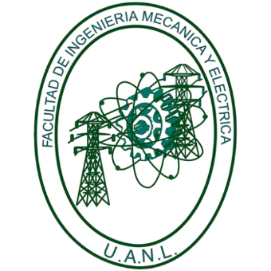 FACULTAD DE INGENIERIA MECANICA Y ELECTRICA
U.A.N.L.